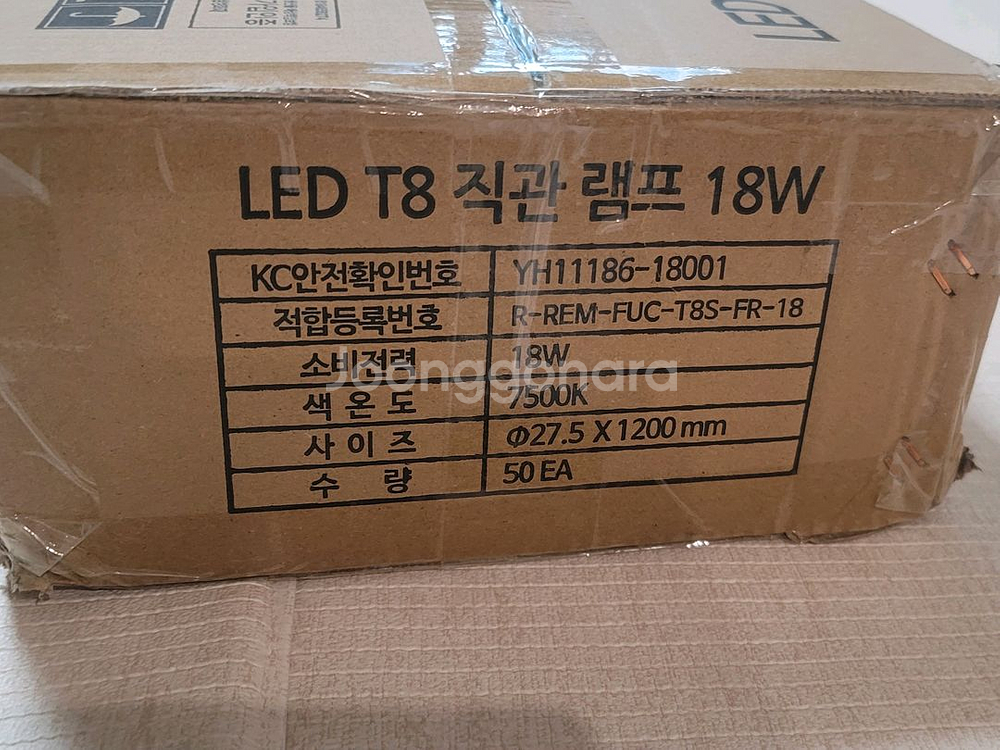 LED
LED T8 직관 램프 18W
KC안전확인번호 YH11186-18001
적합등록번호 R-REM-FUC-T8S-FR-18
소비전력 18W
색온도 7500K
사이즈 Φ27.5 X 1200 mm
수량 50 EA
Joonggonara